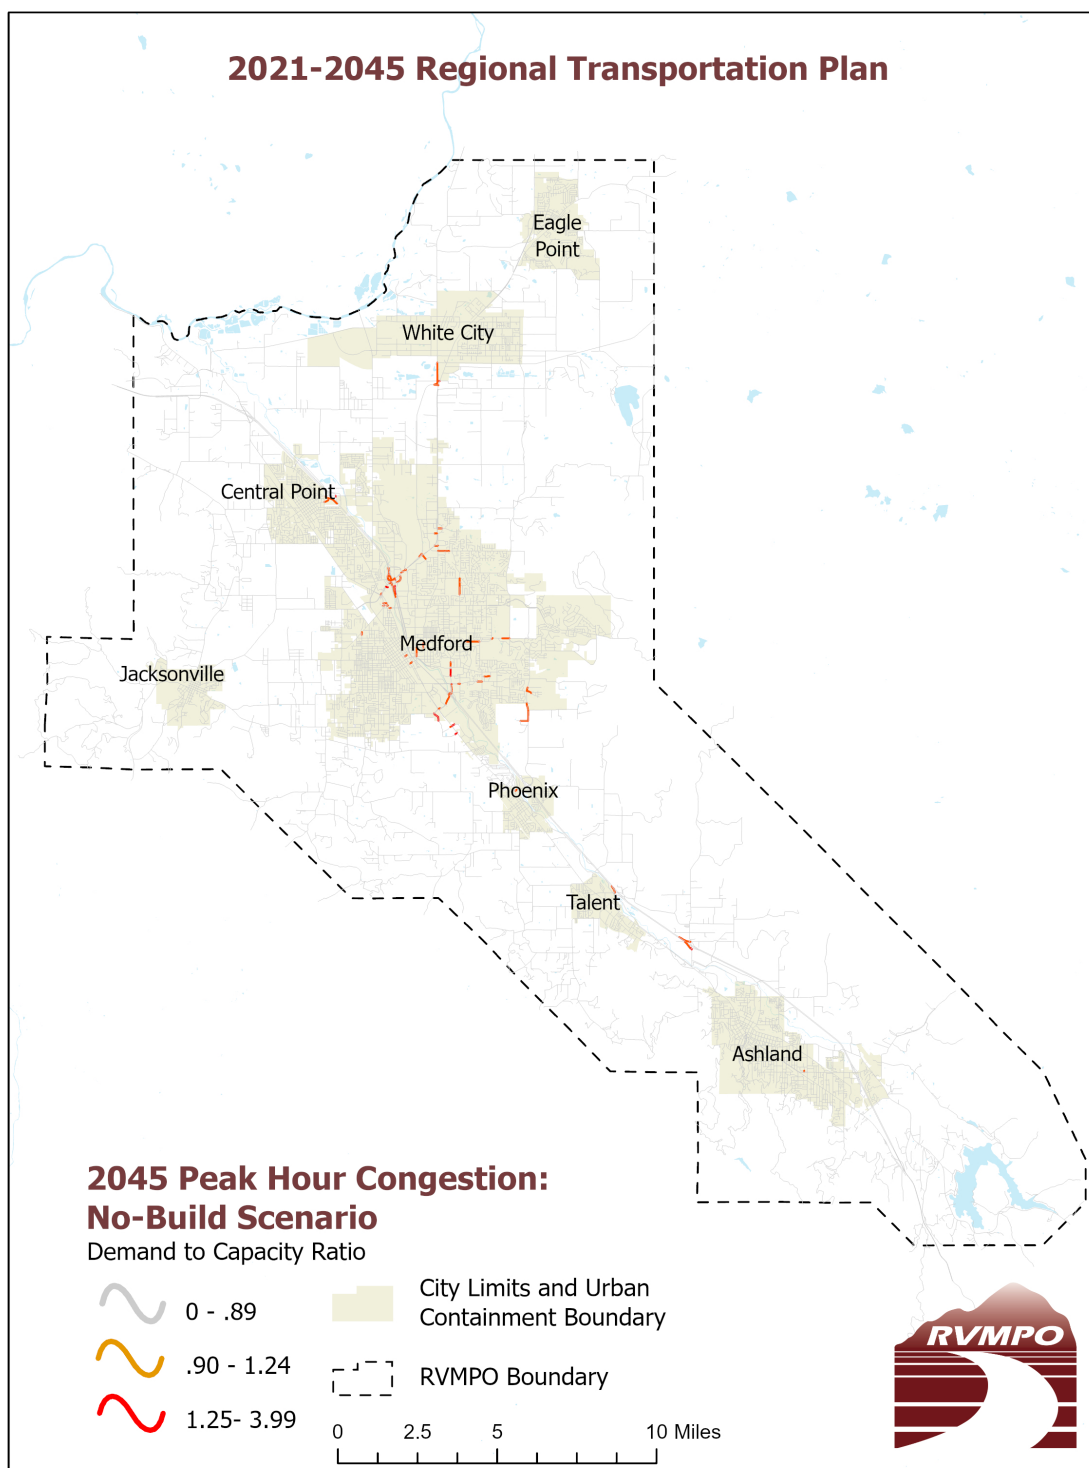 2021-2045 Regional Transportation Plan
Eagle
Point
White City
Central Point
Medford
Jacksonville
Phoenix
Talent
Ashland
2045 Peak Hour Congestion:
No-Build Scenario
Demand to Capacity Ratio
0 - .89
.90 - 1.24
1.25- 3.99
City Limits and Urban
Containment Boundary
RVMPO Boundary
0 2.5 5 10 Miles
RVMPO